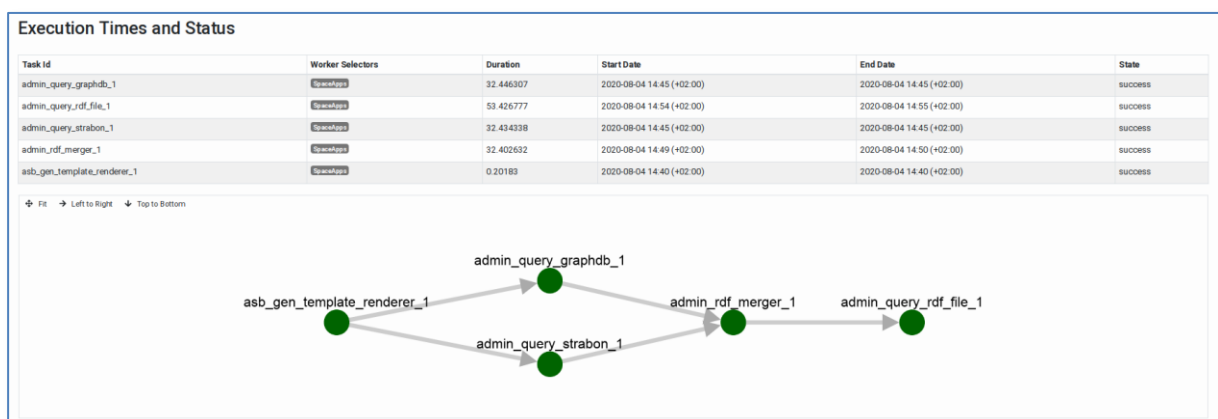 Execution Times and Status
Task Id Worker Selectors Duration Start Date End Date State
admin_query_graphdb_1 SpaceApps 32.446307 2020-08-04 14:45 (+02:00) 2020-08-04 14:45 (+02:00) success
admin_query_rdf_file_1 SpaceApps 53.426777 2020-08-04 14:54 (+02:00) 2020-08-04 14:55 (+02:00) success
admin_query_strabon_1 SpaceApps 32.434338 2020-08-04 14:45 (+02:00) 2020-08-04 14:45 (+02:00) success
admin_rdf_merger_1 SpaceApps 32.402632 2020-08-04 14:49 (+02:00) 2020-08-04 14:50 (+02:00) success
asb_gen_template_renderer_1 SpaceApps 0.20183 2020-08-04 14:40 (+02:00) 2020-08-04 14:40 (+02:00) success
Fit Left to Right Top to Bottom
admin_query_graphdb_1
asb_gen_template_renderer_1 admin_rdf_merger_1 admin_query_rdf_file_1
admin_query_strabon_1